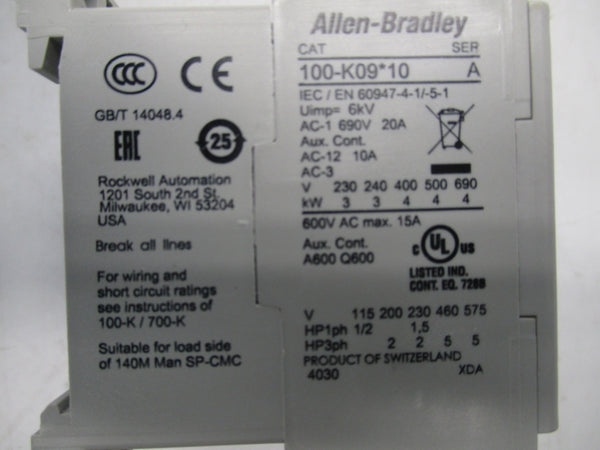 CCC CE
GB/T 14048.4
EAC 25
Rockwell Automation
1201 South 2nd St.
Milwaukee, WI 53204
USA
Break all lines
For wiring and
short circuit ratings
see instructions of
100-K / 700-K
Suitable for load side
of 140M Man SP-CMC
Allen-Bradley
CAT SER
100-K09*10 A
IEC / EN 60947-4-1/-5-1
Uimp= 6kV
AC-1 690V 20A
Aux. Cont.
AC-12 10A
AC-3
V 230 240 400 500 690
kW 3 3 4 4 4
600V AC max. 15A
Aux. Cont.
A600 Q600
C UL US
LISTED IND.
CONT. EQ. 728B
V 115 200 230 460 575
HP1ph 1/2 1,5
HP3ph 2 2 5 5
PRODUCT OF SWITZERLAND
4030 XDA